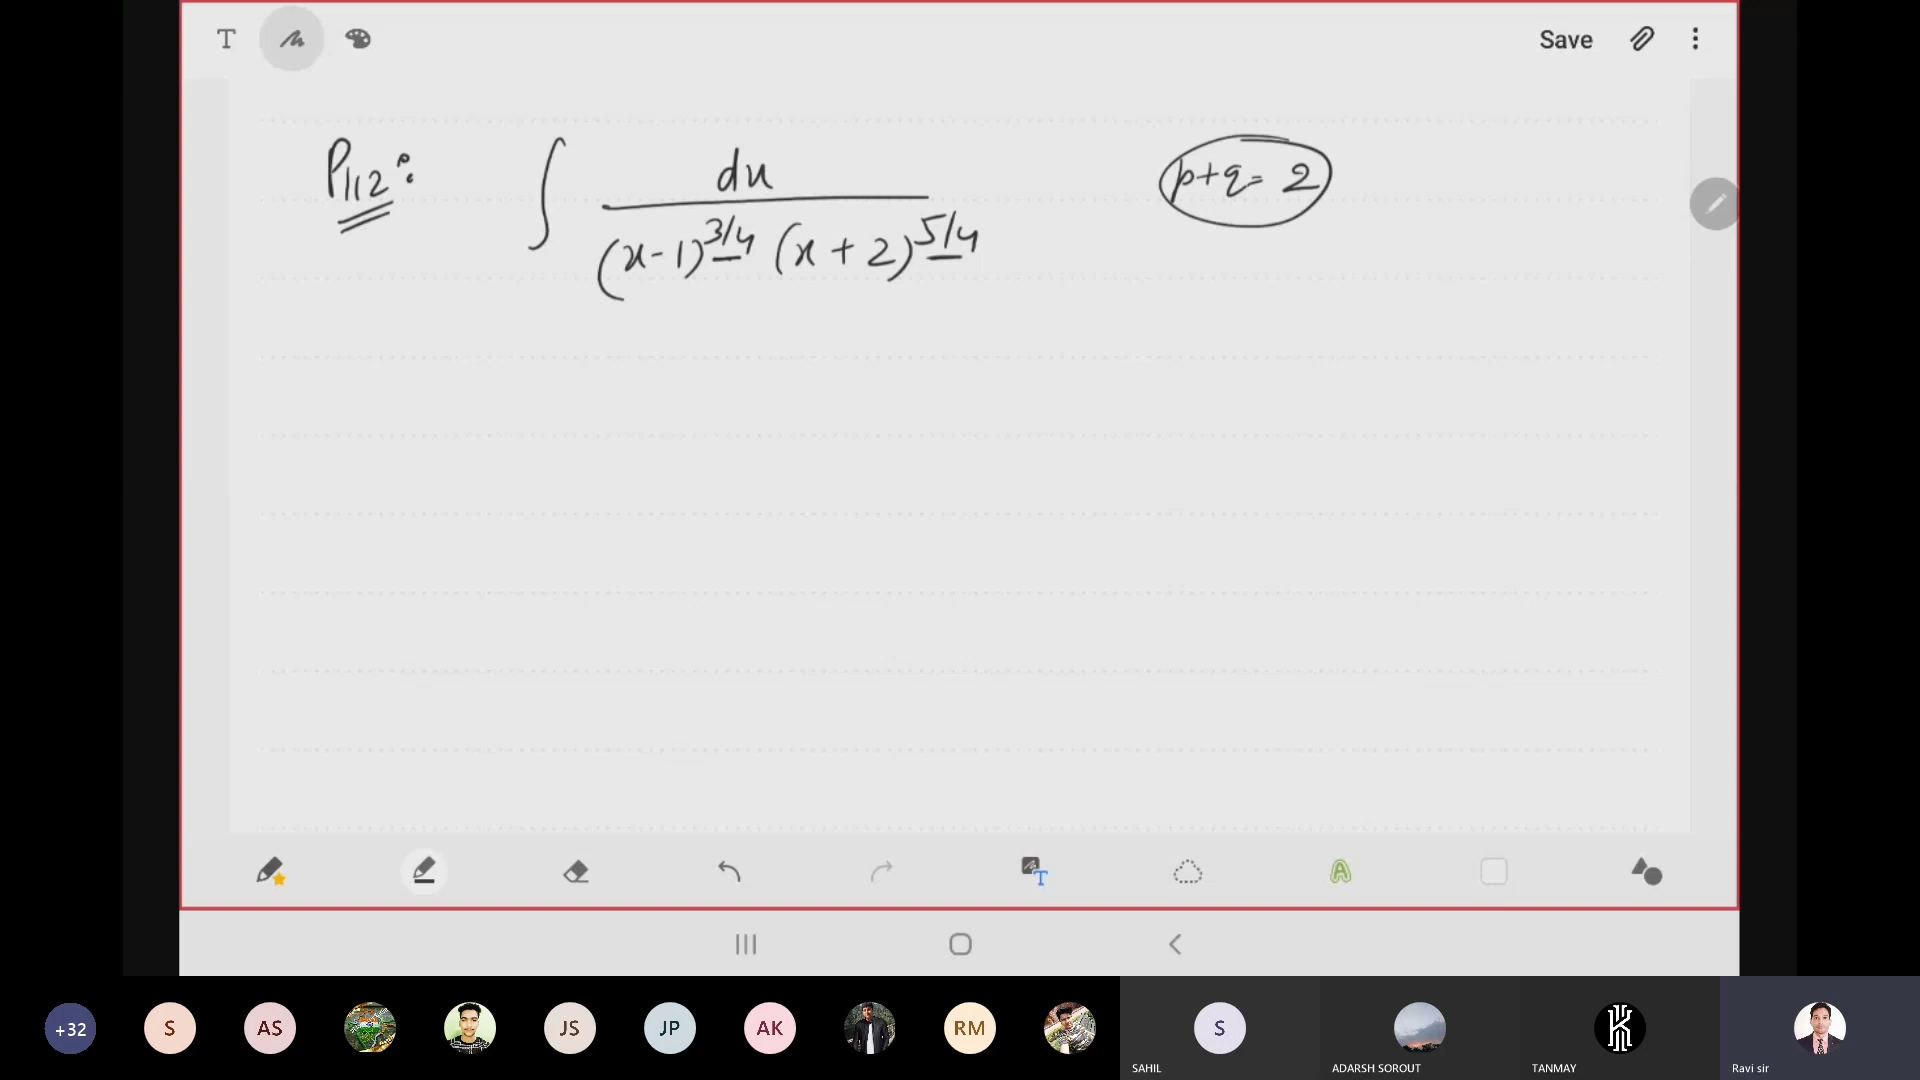 T Save
P112: ∫ dx / (x-1)^3/4 (x+2)^5/4 p+q=2
T A
+32 S AS JS JP AK RM S
SAHIL ADARSH SOROUT TANMAY Ravi sir